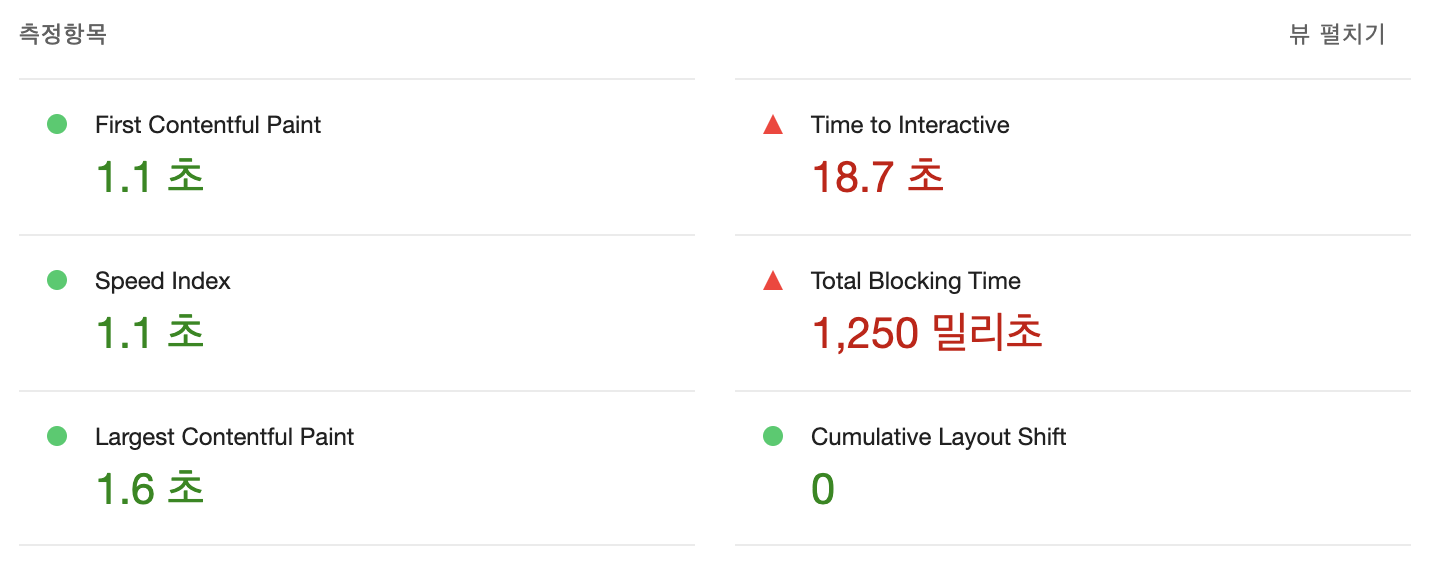 측정항목
뷰 펼치기
First Contentful Paint
1.1 초
Time to Interactive
18.7 초
Speed Index
1.1 초
Total Blocking Time
1,250 밀리초
Largest Contentful Paint
1.6 초
Cumulative Layout Shift
0